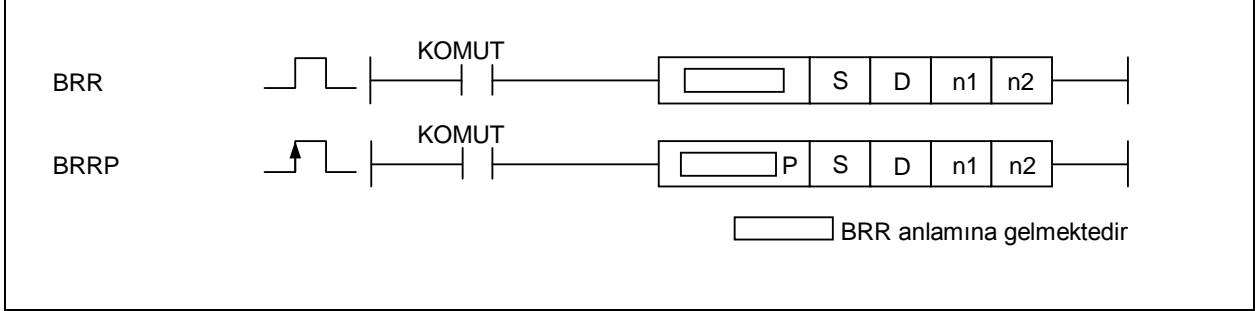 KOMUT
BRR S D n1 n2
KOMUT
BRRP P S D n1 n2
BRR anlamına gelmektedir